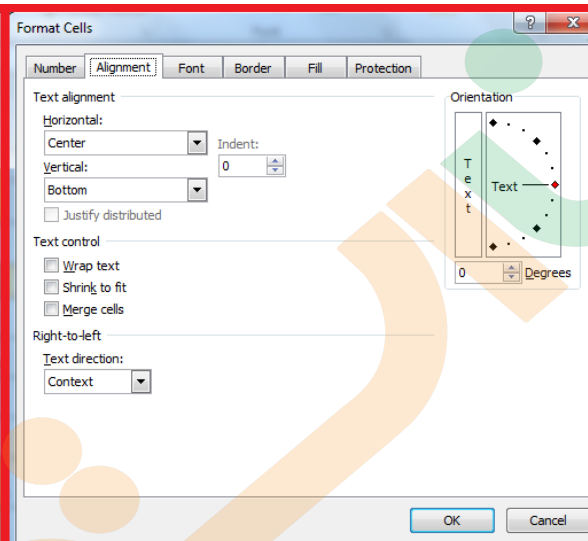 Format Cells
Number Alignment Font Border Fill Protection
Text alignment
Horizontal:
Center
Indent:
0
Vertical:
Bottom
Justify distributed
Text control
Wrap text
Shrink to fit
Merge cells
Right-to-left
Text direction:
Context
Orientation
Text
Text
0 Degrees
OK Cancel